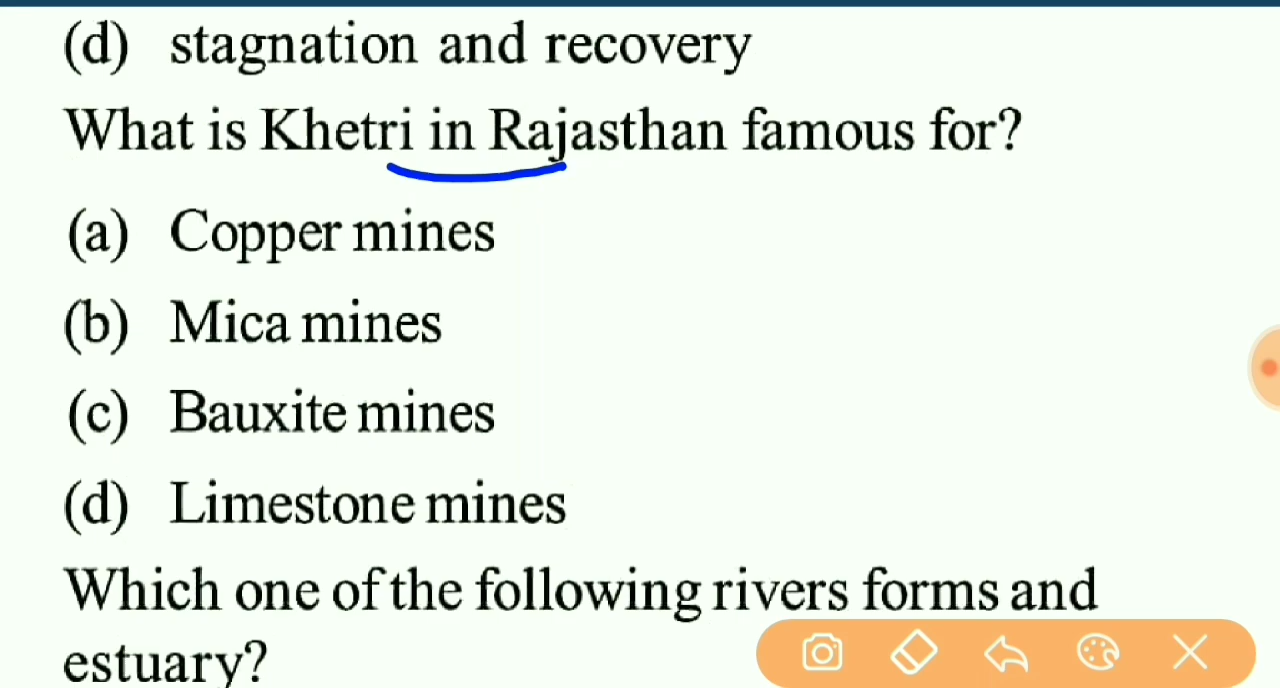 (d) stagnation and recovery
What is Khetri in Rajasthan famous for?
(a) Copper mines
(b) Mica mines
(c) Bauxite mines
(d) Limestone mines
Which one of the following rivers forms and
estuary?